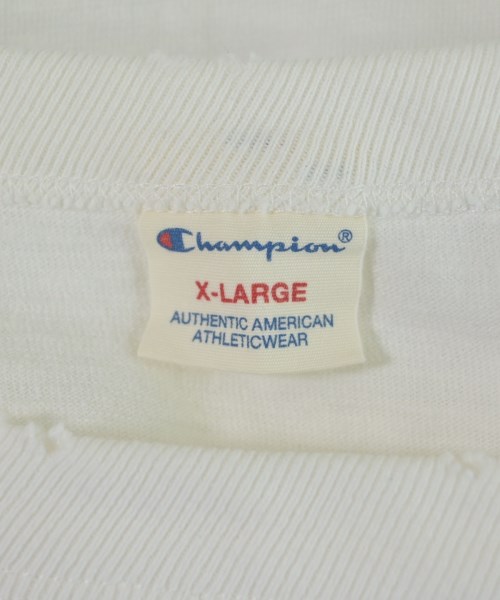 Champion®
X-LARGE
AUTHENTIC AMERICAN
ATHLETICWEAR